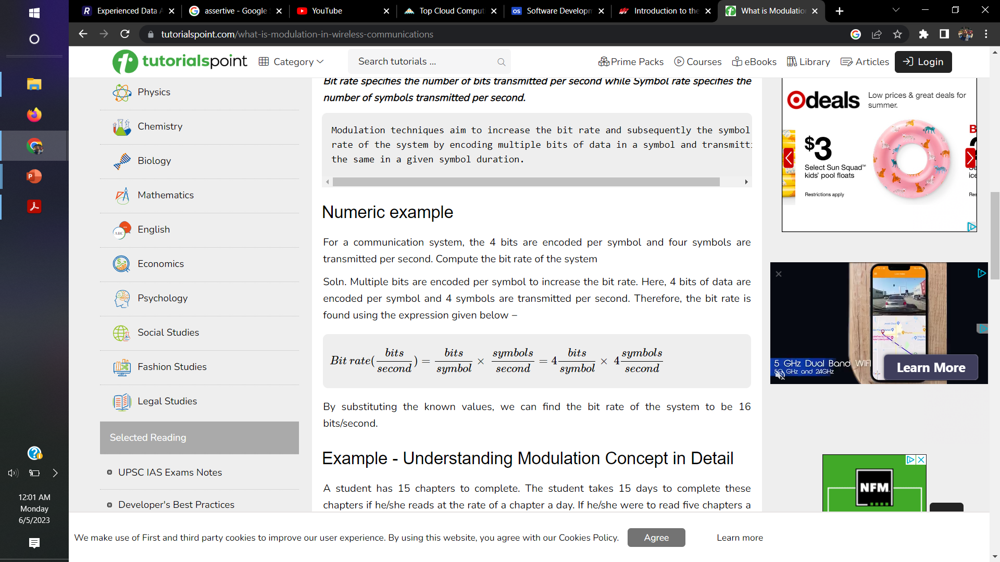 Experienced Data A
assertive - Google S
YouTube
Top Cloud Comput
Software Developm
Introduction to the
What is Modulation
tutorialspoint.com/what-is-modulation-in-wireless-communications
tutorialspoint
Category
Search tutorials ...
Prime Packs
Courses
eBooks
Library
Articles
Login
Physics
Chemistry
Biology
Mathematics
English
Economics
Psychology
Social Studies
Fashion Studies
Legal Studies
Selected Reading
UPSC IAS Exams Notes
Developer's Best Practices
Bit rate specifies the number of bits transmitted per second while Symbol rate specifies the
number of symbols transmitted per second.
Modulation techniques aim to increase the bit rate and subsequently the symbol
rate of the system by encoding multiple bits of data in a symbol and transmitti
the same in a given symbol duration.
Numeric example
For a communication system, the 4 bits are encoded per symbol and four symbols are
transmitted per second. Compute the bit rate of the system
Soln. Multiple bits are encoded per symbol to increase the bit rate. Here, 4 bits of data are
encoded per symbol and 4 symbols are transmitted per second. Therefore, the bit rate is
found using the expression given below −
Bit rate(bits/second) = bits/symbol × symbols/second = 4 bits/symbol × 4 symbols/second
By substituting the known values, we can find the bit rate of the system to be 16
bits/second.
Example - Understanding Modulation Concept in Detail
A student has 15 chapters to complete. The student takes 15 days to complete these
chapters if he/she reads at the rate of a chapter a day. If he/she were to read five chapters a
deals
Low prices & great deals for
summer.
$3
Select Sun Squad™
kids' pool floats
Restrictions apply
5 GHz Dual Band WIFI
5G GHz and 24GHz
Learn More
NFM
We make use of First and third party cookies to improve our user experience. By using this website, you agree with our Cookies Policy.
Agree
Learn more
12:01 AM
Monday
6/5/2023